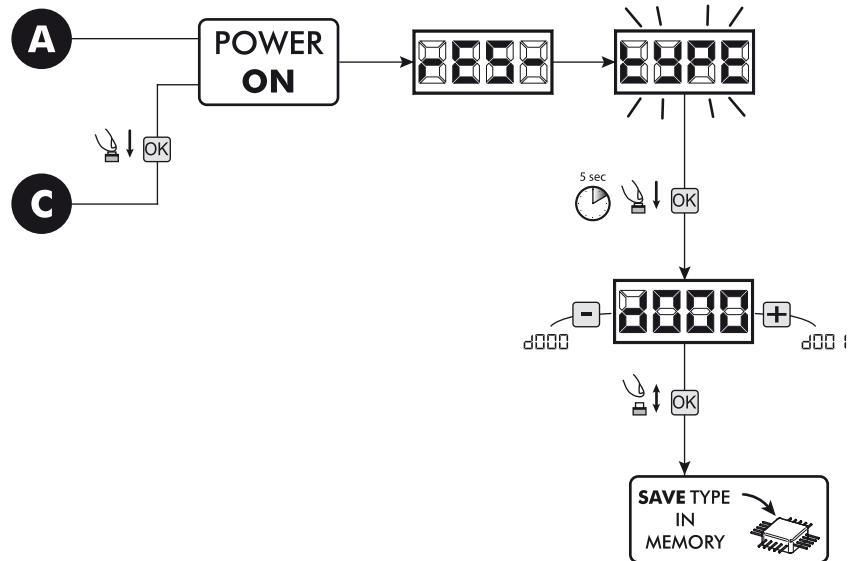 A
POWER
ON
rES-
tYPE
OK
C
5 sec
OK
d000
-
+
d000
d001
OK
SAVE TYPE
IN
MEMORY